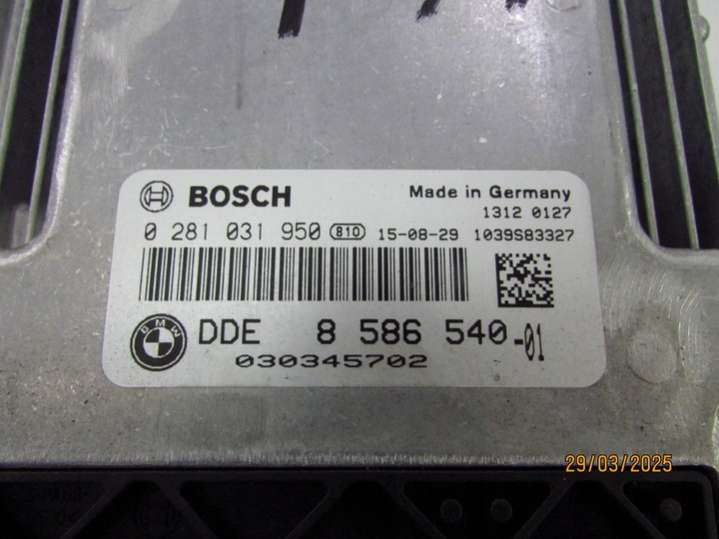 BOSCH
Made in Germany
1312 0127
0 281 031 950 810 15-08-29 1039S83327
BMW
DDE 8 586 540-01
030345702
29/03/2025